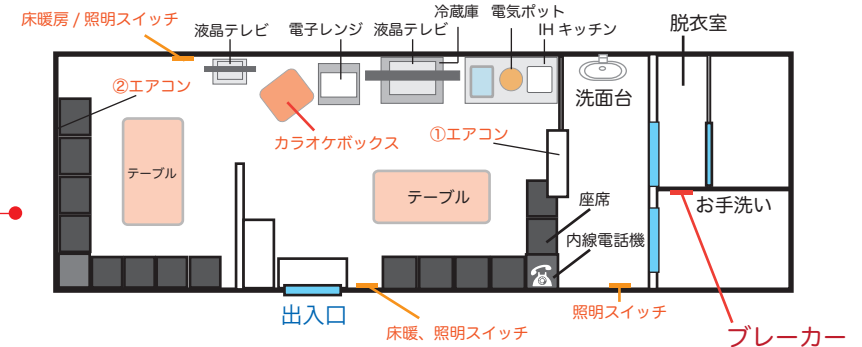 床暖房 / 照明スイッチ
液晶テレビ
電子レンジ
液晶テレビ
冷蔵庫
電気ポット
IH キッチン
脱衣室
②エアコン
カラオケボックス
①エアコン
洗面台
テーブル
テーブル
座席
お手洗い
内線電話機
出入口
床暖、照明スイッチ
照明スイッチ
ブレーカー